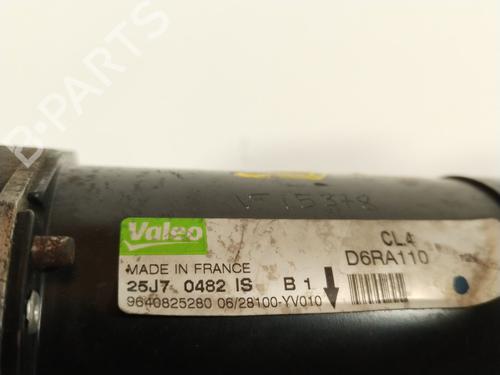 B-PARTS
VF15378
Valeo
CL4
D6RA110
MADE IN FRANCE
25J7 0482 IS B 1
9640825280 06/28100-YV010